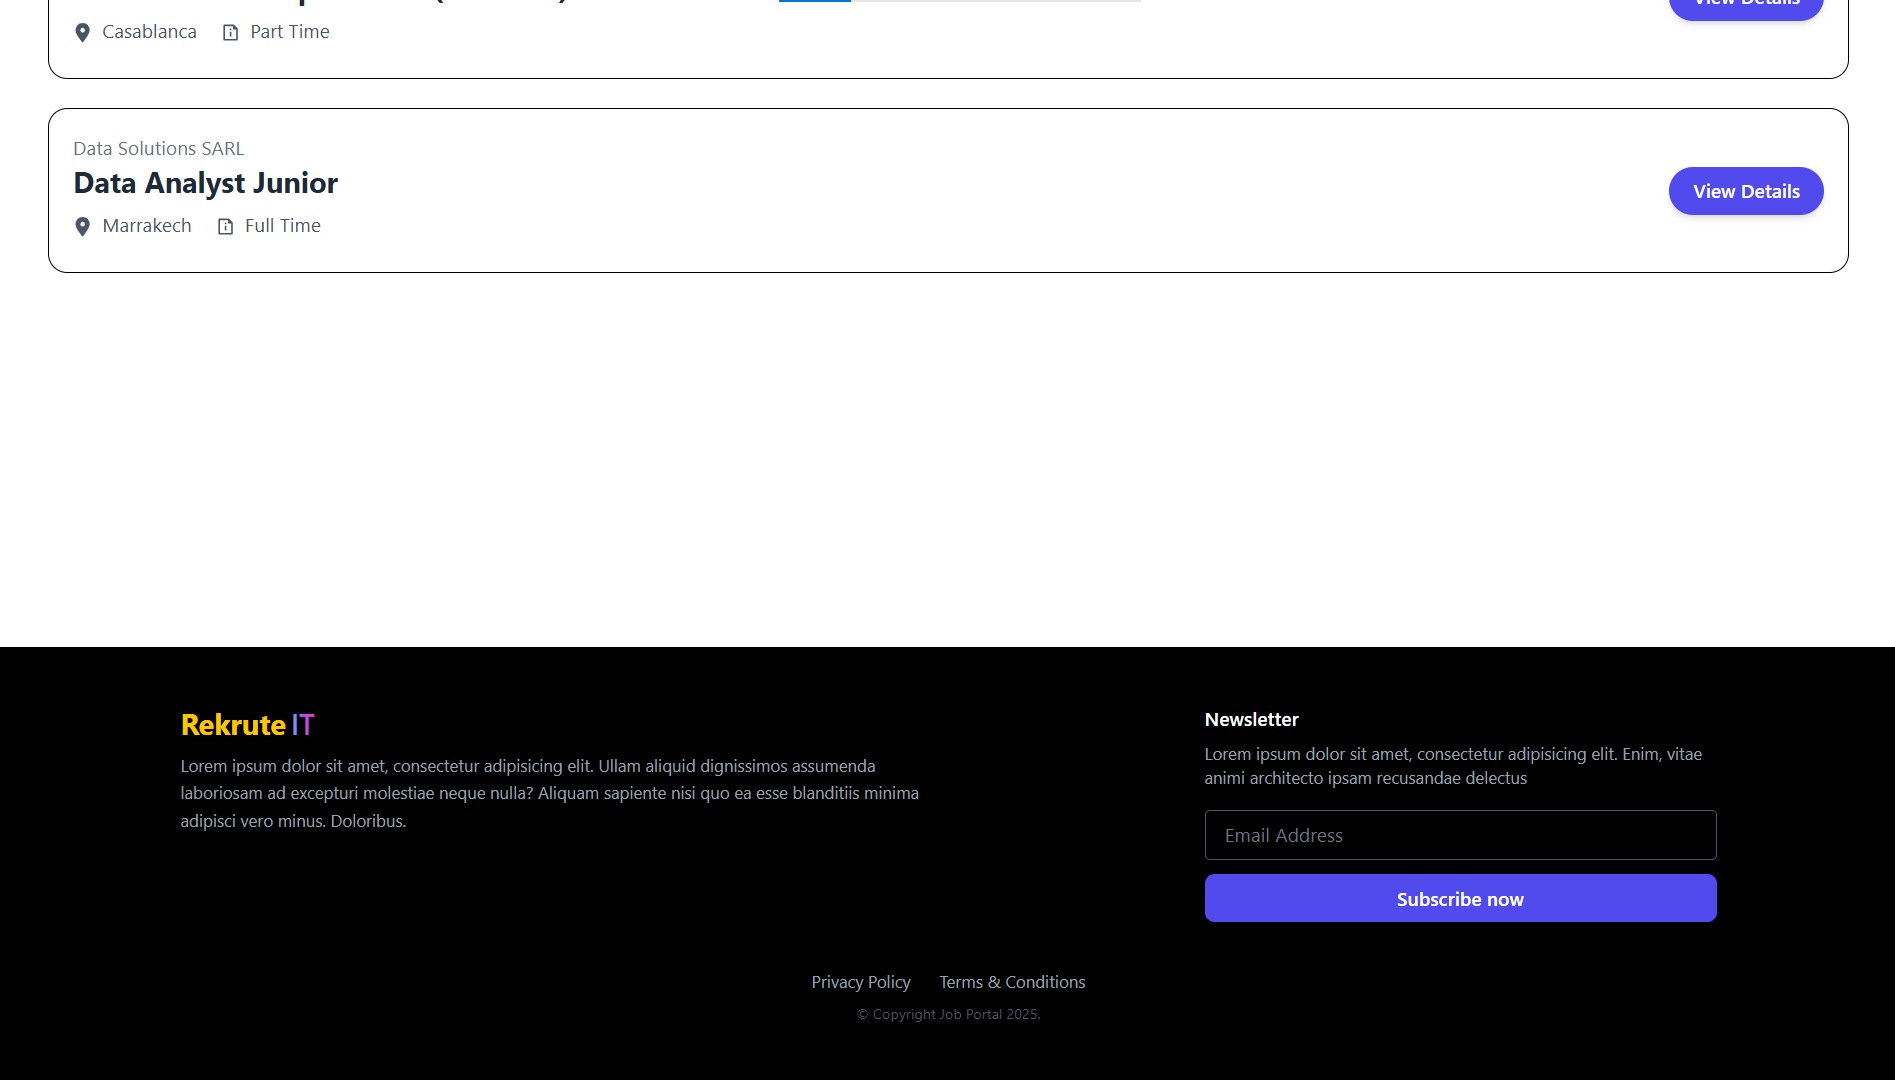 View Details
Casablanca Part Time
Data Solutions SARL
Data Analyst Junior
Marrakech Full Time
View Details
Rekrute IT
Lorem ipsum dolor sit amet, consectetur adipisicing elit. Ullam aliquid dignissimos assumenda
laboriosam ad excepturi molestiae neque nulla? Aliquam sapiente nisi quo ea esse blanditiis minima
adipisci vero minus. Doloribus.
Newsletter
Lorem ipsum dolor sit amet, consectetur adipisicing elit. Enim, vitae
animi architecto ipsam recusandae delectus
Email Address
Subscribe now
Privacy Policy Terms & Conditions
© Copyright Job Portal 2025.